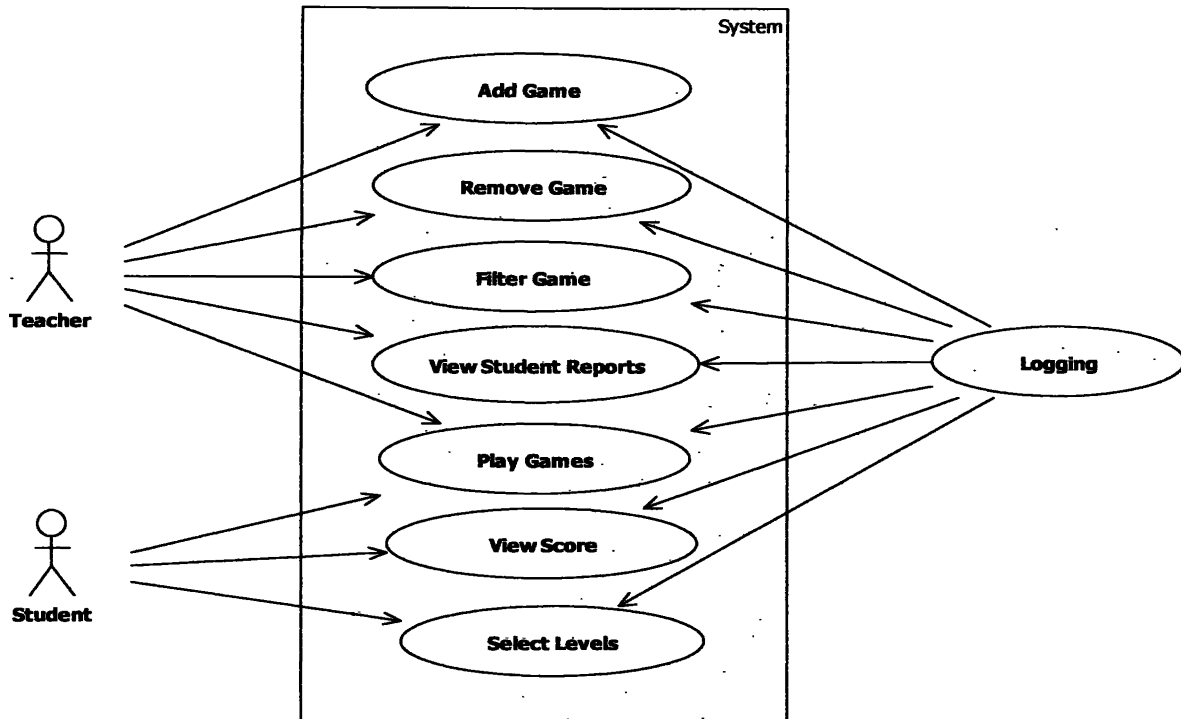 System
Add Game
Remove Game
Filter Game
Teacher
View Student Reports
Logging
Play Games
View Score
Student
Select Levels